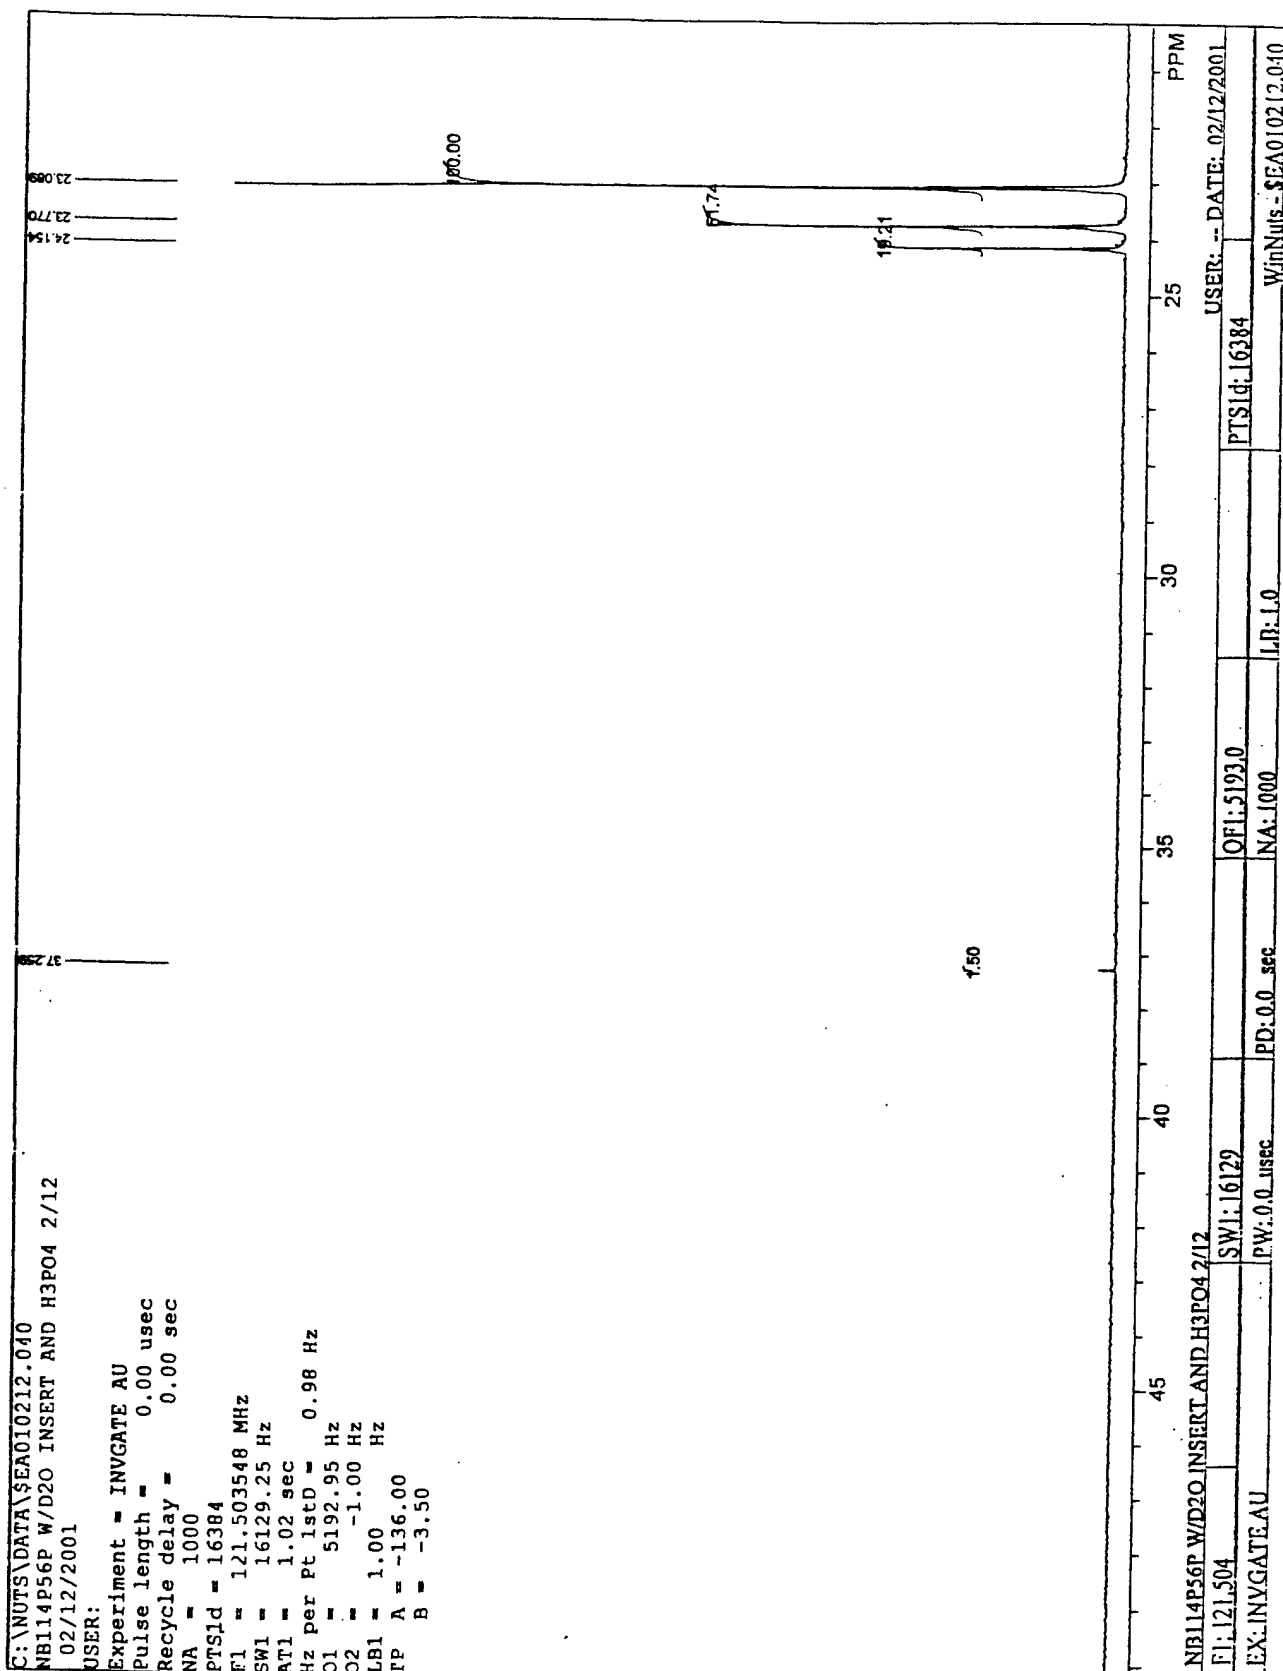 C:\NUTS\DATA\$EA010212.040
NB114P56P W/D2O INSERT AND H3PO4 2/12
02/12/2001
USER:
Experiment = INVGATE AU
Pulse length = 0.00 usec
Recycle delay = 0.00 sec
NA = 1000
PTS1d = 16384
F1 = 121.503548 MHz
SW1 = 16129.25 Hz
AT1 = 1.02 sec
Hz per Pt 1stD = 0.98 Hz
O1 = 5192.95 Hz
O2 = -1.00 Hz
LB1 = 1.00 Hz
TP A = -136.00
B = -3.50
37.259
24.154
23.770
23.089
1.50
51.74
100.00
45
40
35
30
25
PPM
NB114P56P W/D2O INSERT AND H3PO4 2/12
USER: -- DATE: 02/12/2001
F1: 121.504
SW1: 16129
OF1: 5193.0
PTS1d: 16384
EX: INVGATE.AU
PW: 0.0 usec
PD: 0.0 sec
NA: 1000
LB: 1.0
WinNuts - $EA010212.040